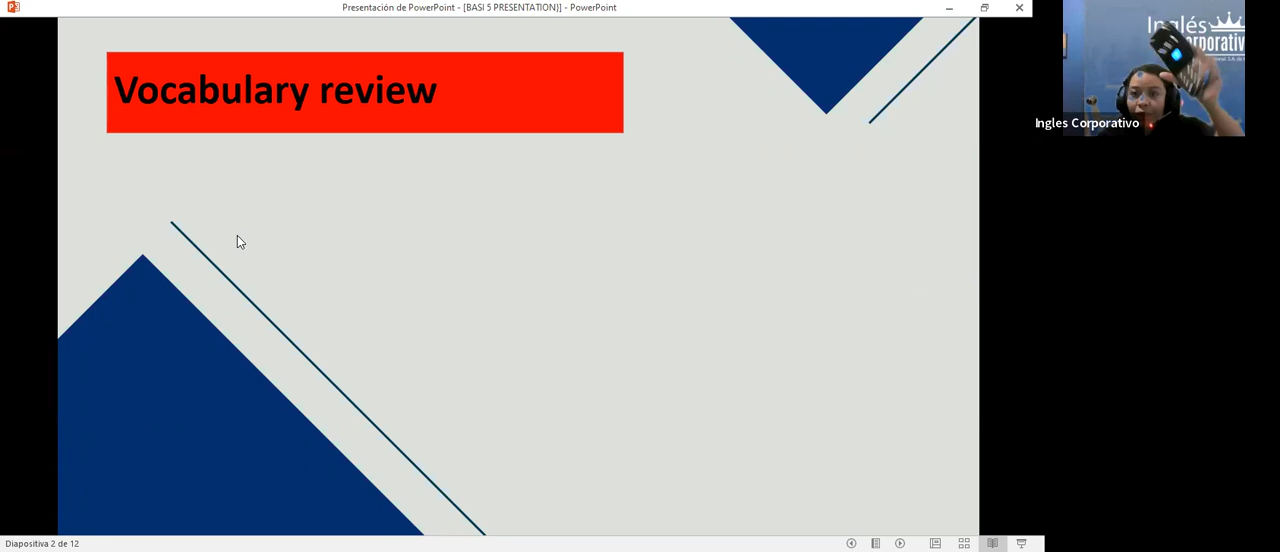 Presentación de PowerPoint - [BASI 5 PRESENTATION)] - PowerPoint
Vocabulary review
Inglés
Corporativo
Ingles Corporativo
Diapositiva 2 de 12